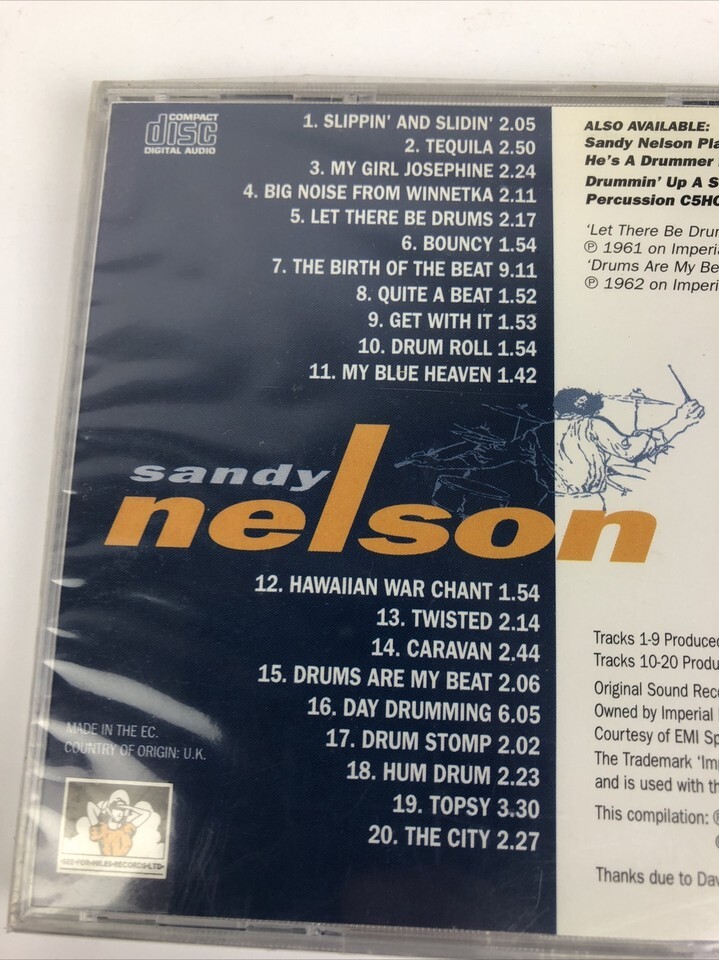 COMPACT
disc
DIGITAL AUDIO
1. SLIPPIN' AND SLIDIN' 2.05
2. TEQUILA 2.50
3. MY GIRL JOSEPHINE 2.24
4. BIG NOISE FROM WINNETKA 2.11
5. LET THERE BE DRUMS 2.17
6. BOUNCY 1.54
7. THE BIRTH OF THE BEAT 9.11
8. QUITE A BEAT 1.52
9. GET WITH IT 1.53
10. DRUM ROLL 1.54
11. MY BLUE HEAVEN 1.42
sandy
nelson
12. HAWAIIAN WAR CHANT 1.54
13. TWISTED 2.14
14. CARAVAN 2.44
15. DRUMS ARE MY BEAT 2.06
16. DAY DRUMMING 6.05
17. DRUM STOMP 2.02
18. HUM DRUM 2.23
19. TOPSY 3.30
20. THE CITY 2.27
MADE IN THE EC.
COUNTRY OF ORIGIN: U.K.
SEE·FOR·MILES·RECORDS·LTD
ALSO AVAILABLE:
Sandy Nelson Pla
He's A Drummer
Drummin' Up A S
Percussion C5HC
'Let There Be Drur
℗ 1961 on Imperia
'Drums Are My Be
℗ 1962 on Imperi
Tracks 1-9 Produced
Tracks 10-20 Produ
Original Sound Reco
Owned by Imperial
Courtesy of EMI Sp
The Trademark 'Imp
and is used with th
This compilation: ℗
©
Thanks due to Dav